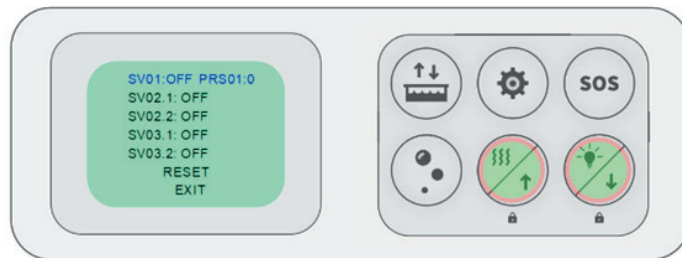 SV01:OFF PRS01:0
SV02.1: OFF
SV02.2: OFF
SV03.1: OFF
SV03.2: OFF
RESET
EXIT
SOS